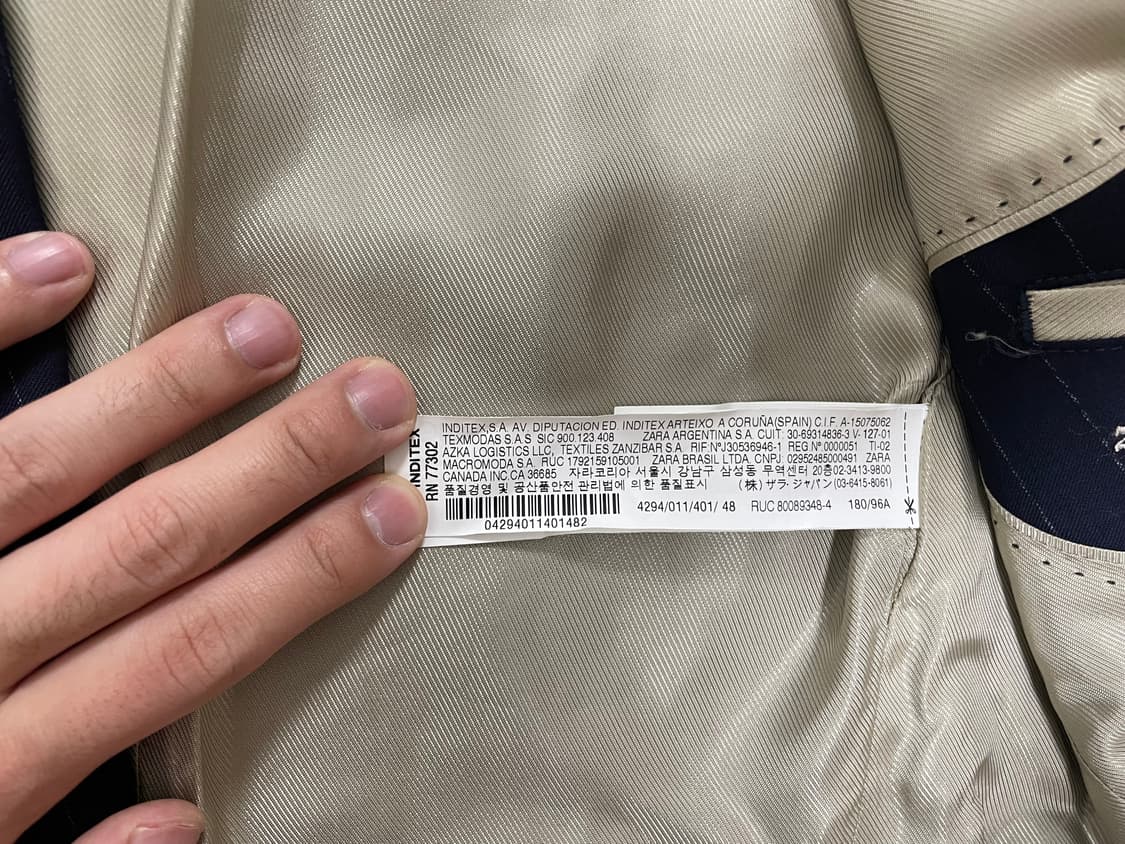 INDITEX
RN 77302
INDITEX,S.A. AV. DIPUTACION ED. INDITEX ARTEIXO A CORUÑA(SPAIN) C.I.F. A-15075062
TEXMODAS S.A.S SIC 900.123.408 ZARA ARGENTINA S.A. CUIT: 30-69314836-3 V-127-01
AZKA LOGISTICS LLC, TEXTILES ZANZIBAR S.A. RIF NºJ30536946-1 REG Nº 0000051 TI-02
MACROMODA S.A. RUC 1792159105001 ZARA BRASIL LTDA. CNPJ: 02952485000491 ZARA
CANADA INC.CA 36685 자라코리아 서울시 강남구 삼성동 무역센터 20층02-3413-9800
품질경영 및 공산품안전 관리법에 의한 품질표시 (株) ザラ・ジャパン(03-6415-8061)
4294/011/401/ 48 RUC 80089348-4 180/96A
04294011401482